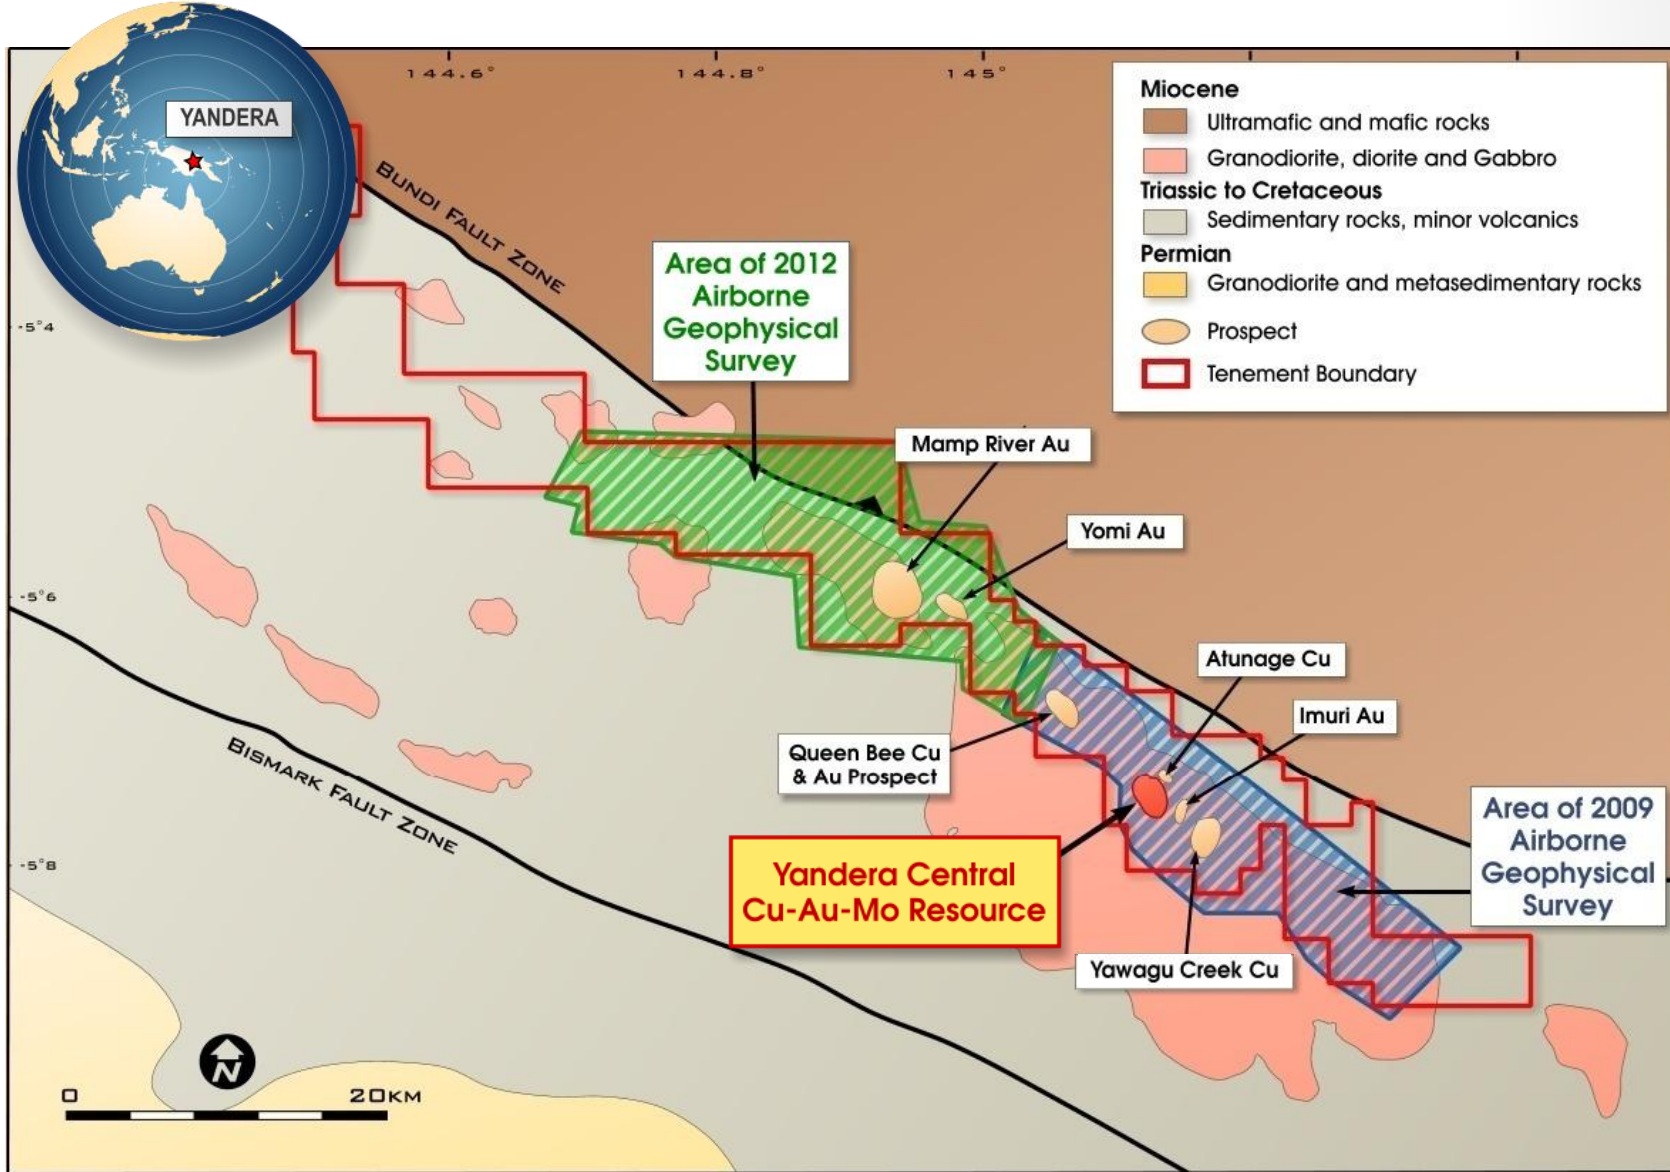 YANDERA
144.6°
144.8°
145°
Miocene
Ultramafic and mafic rocks
Granodiorite, diorite and Gabbro
Triassic to Cretaceous
Sedimentary rocks, minor volcanics
Permian
Granodiorite and metasedimentary rocks
Prospect
Tenement Boundary
BUNDI FAULT ZONE
Area of 2012
Airborne
Geophysical
Survey
-5°4
Mamp River Au
Yomi Au
-5°6
Atunage Cu
Imuri Au
Queen Bee Cu
& Au Prospect
BISMARK FAULT ZONE
Area of 2009
Airborne
Geophysical
Survey
-5°8
Yandera Central
Cu-Au-Mo Resource
Yawagu Creek Cu
N
0
20KM